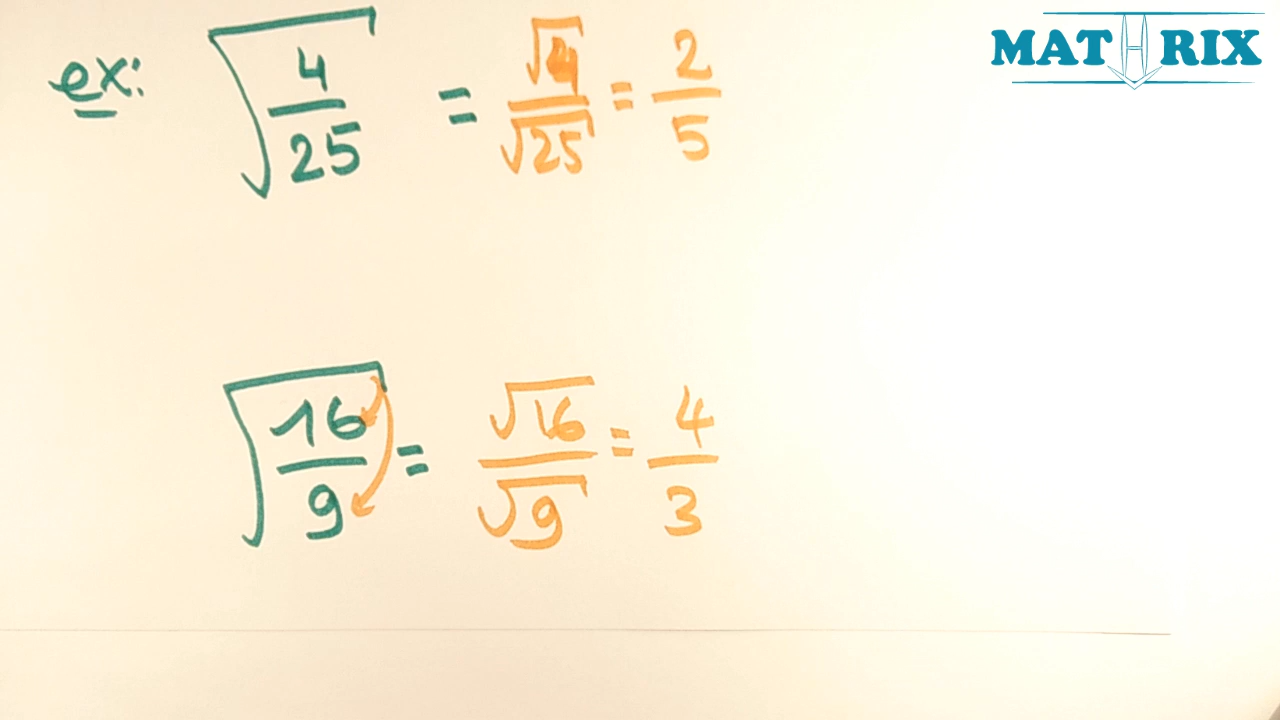 MATHRIX
ex: √(4/25) = √4/√25 = 2/5
√(16/9) = √16/√9 = 4/3